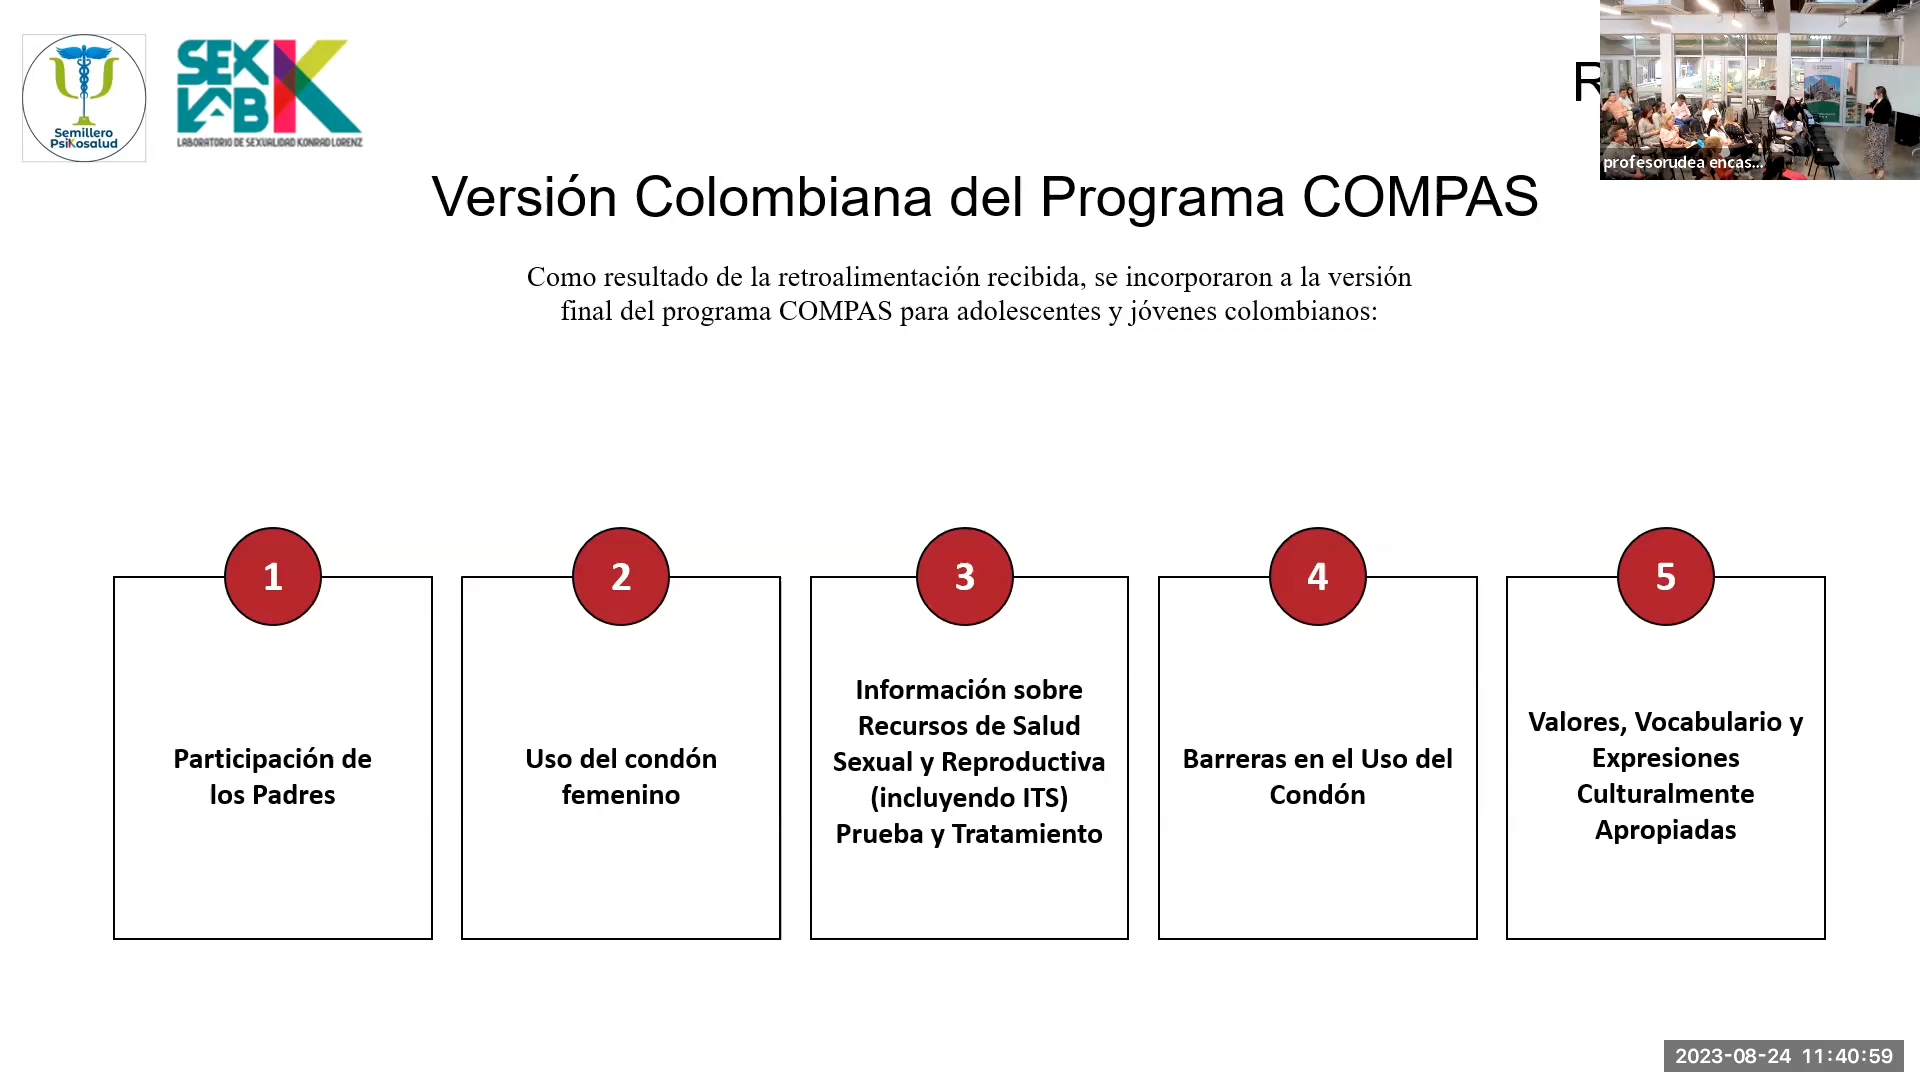 Semillero
PsiKosalud
SEX
LAB K
LABORATORIO DE SEXUALIDAD KONRAD LORENZ
R
profesorudea encas...
Versión Colombiana del Programa COMPAS
Como resultado de la retroalimentación recibida, se incorporaron a la versión
final del programa COMPAS para adolescentes y jóvenes colombianos:
1
Participación de
los Padres
2
Uso del condón
femenino
3
Información sobre
Recursos de Salud
Sexual y Reproductiva
(incluyendo ITS)
Prueba y Tratamiento
4
Barreras en el Uso del
Condón
5
Valores, Vocabulario y
Expresiones
Culturalmente
Apropiadas
2023-08-24 11:40:59